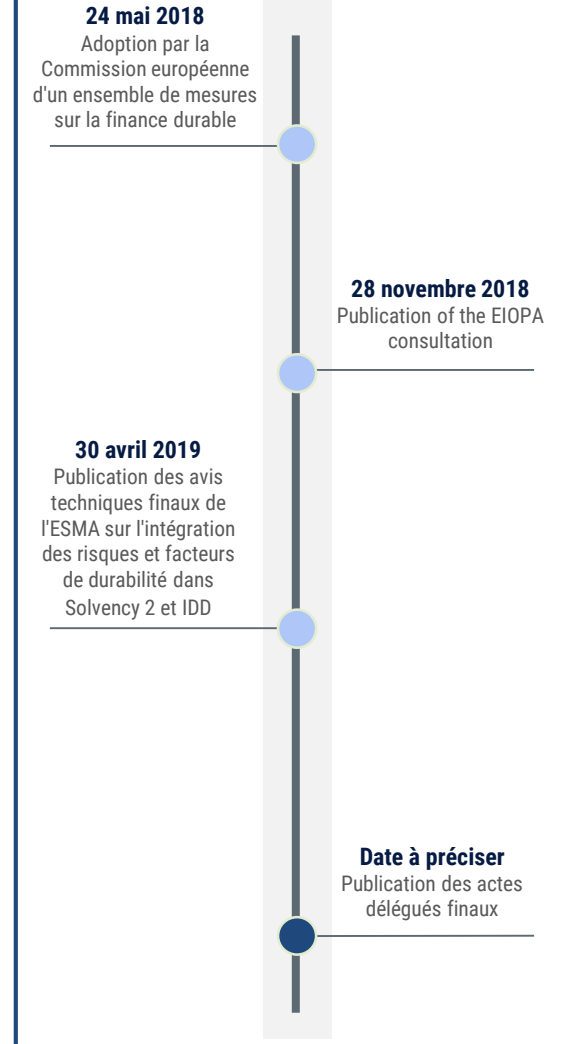 24 mai 2018
Adoption par la
Commission européenne
d'un ensemble de mesures
sur la finance durable
28 novembre 2018
Publication of the EIOPA
consultation
30 avril 2019
Publication des avis
techniques finaux de
l'ESMA sur l'intégration
des risques et facteurs
de durabilité dans
Solvency 2 et IDD
Date à préciser
Publication des actes
délégués finaux